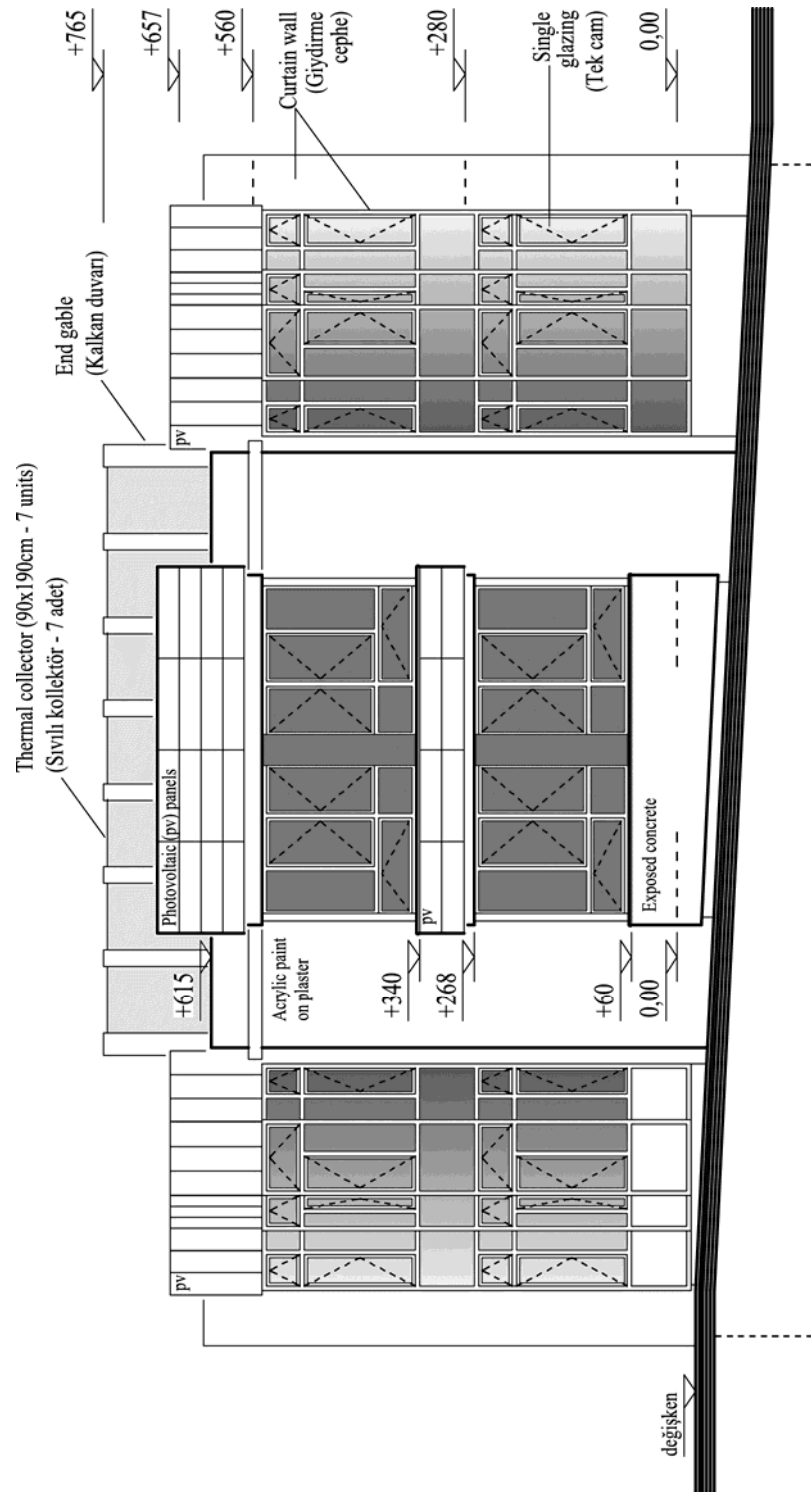 Thermal collector (90x190cm - 7 units)
(Sıvılı kollektör - 7 adet)
End gable
(Kalkan duvarı)
+765
+657
+560
Curtain wall
(Giydirme
cephe)
+280
Single
glazing
(Tek cam)
0,00
pv
Photovoltaic (pv) panels
pv
+615
Acrylic paint
on plaster
+340
pv
+268
+60
0,00
Exposed concrete
değişken